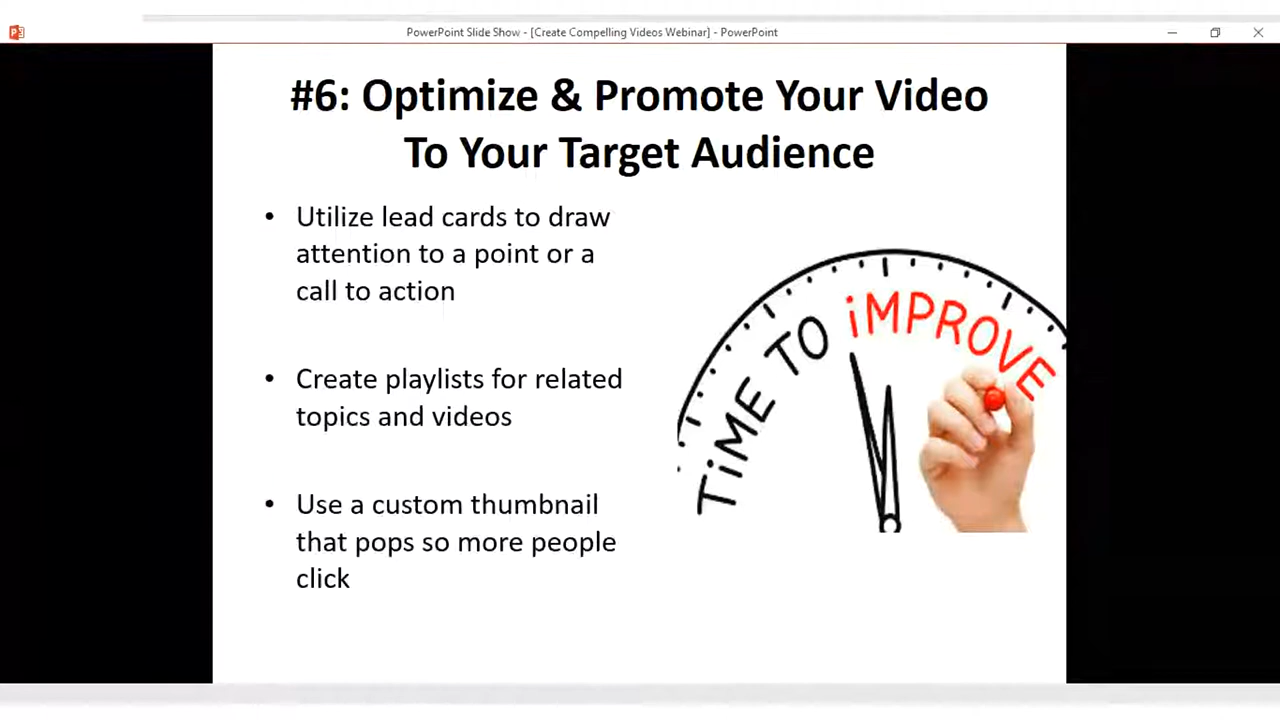 PowerPoint Slide Show - [Create Compelling Videos Webinar] - PowerPoint
#6: Optimize & Promote Your Video
To Your Target Audience
• Utilize lead cards to draw
attention to a point or a
call to action
• Create playlists for related
topics and videos
• Use a custom thumbnail
that pops so more people
click
TiME TO iMPROVE